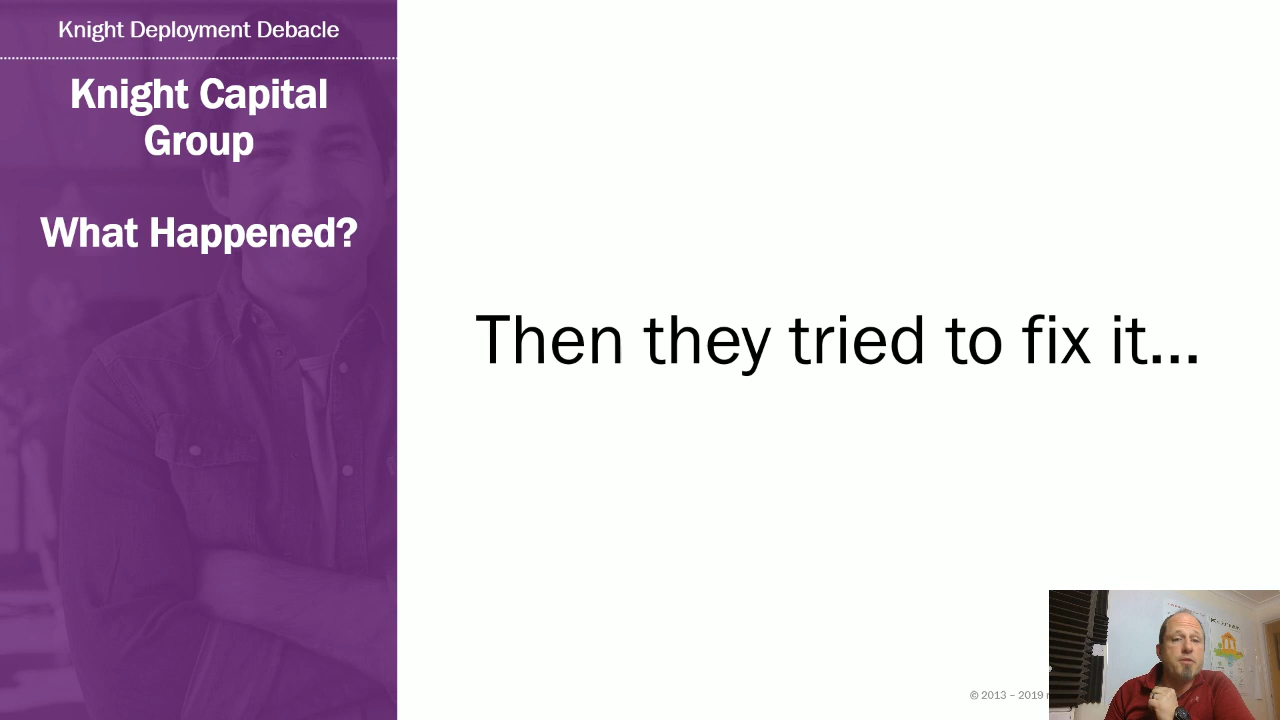 Knight Deployment Debacle
Knight Capital
Group
What Happened?
Then they tried to fix it...
© 2013 – 2019